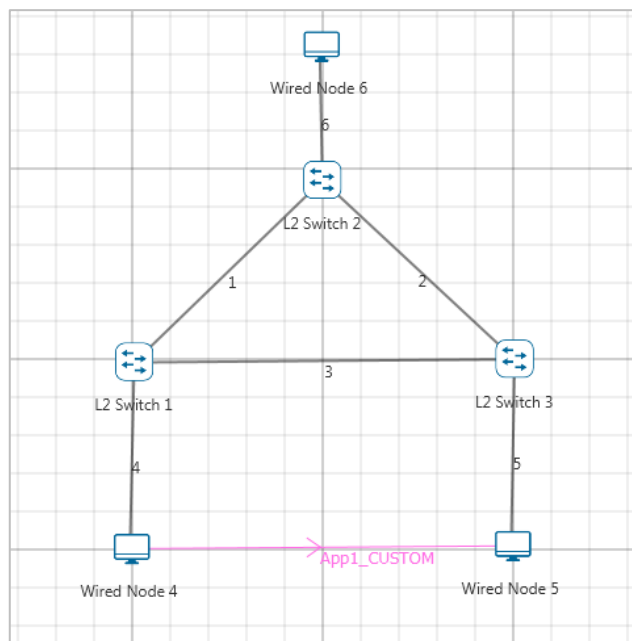 Wired Node 6
6
L2 Switch 2
1
2
3
L2 Switch 1
L2 Switch 3
4
5
App1_CUSTOM
Wired Node 4
Wired Node 5